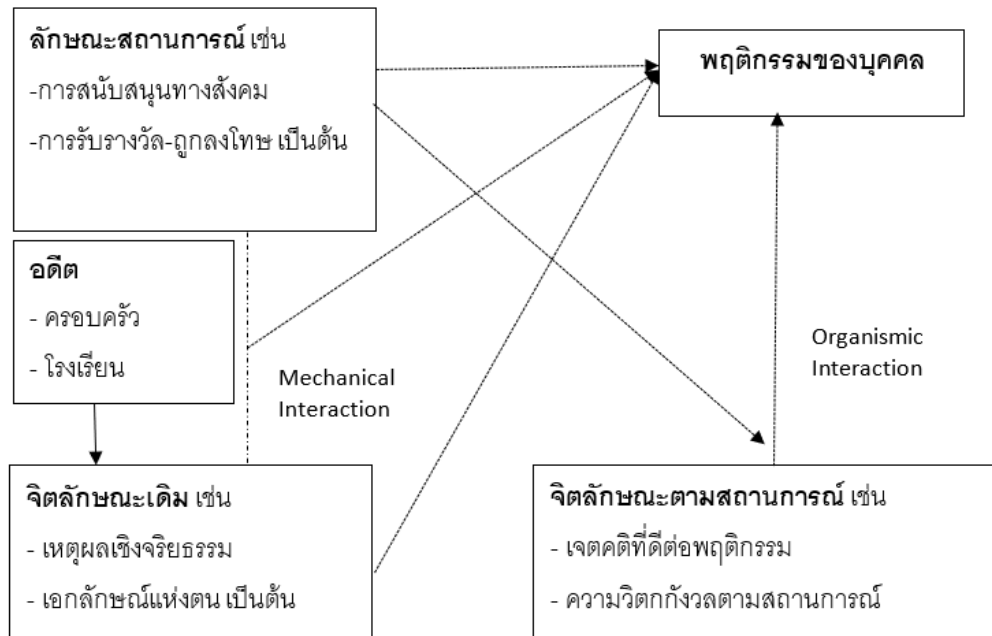 ลักษณะสถานการณ์ เช่น
-การสนับสนุนทางสังคม
-การรับรางวัล-ถูกลงโทษ เป็นต้น
พฤติกรรมของบุคคล
อดีต
- ครอบครัว
- โรงเรียน
Mechanical
Interaction
Organismic
Interaction
จิตลักษณะเดิม เช่น
- เหตุผลเชิงจริยธรรม
- เอกลักษณ์แห่งตน เป็นต้น
จิตลักษณะตามสถานการณ์ เช่น
- เจตคติที่ดีต่อพฤติกรรม
- ความวิตกกังวลตามสถานการณ์